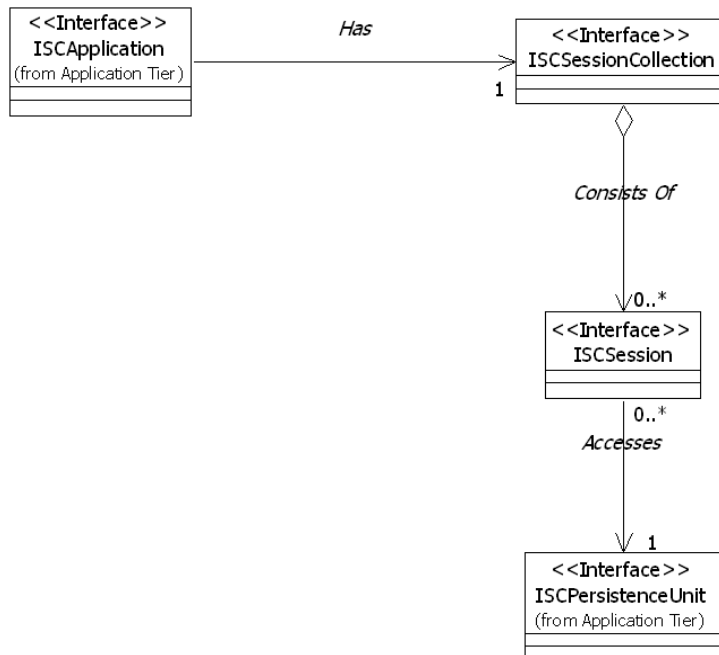 <<Interface>>
ISCApplication
(from Application Tier)
Has
<<Interface>>
ISCSessionCollection
1
Consists Of
0..*
<<Interface>>
ISCSession
0..*
Accesses
1
<<Interface>>
ISCPersistenceUnit
(from Application Tier)